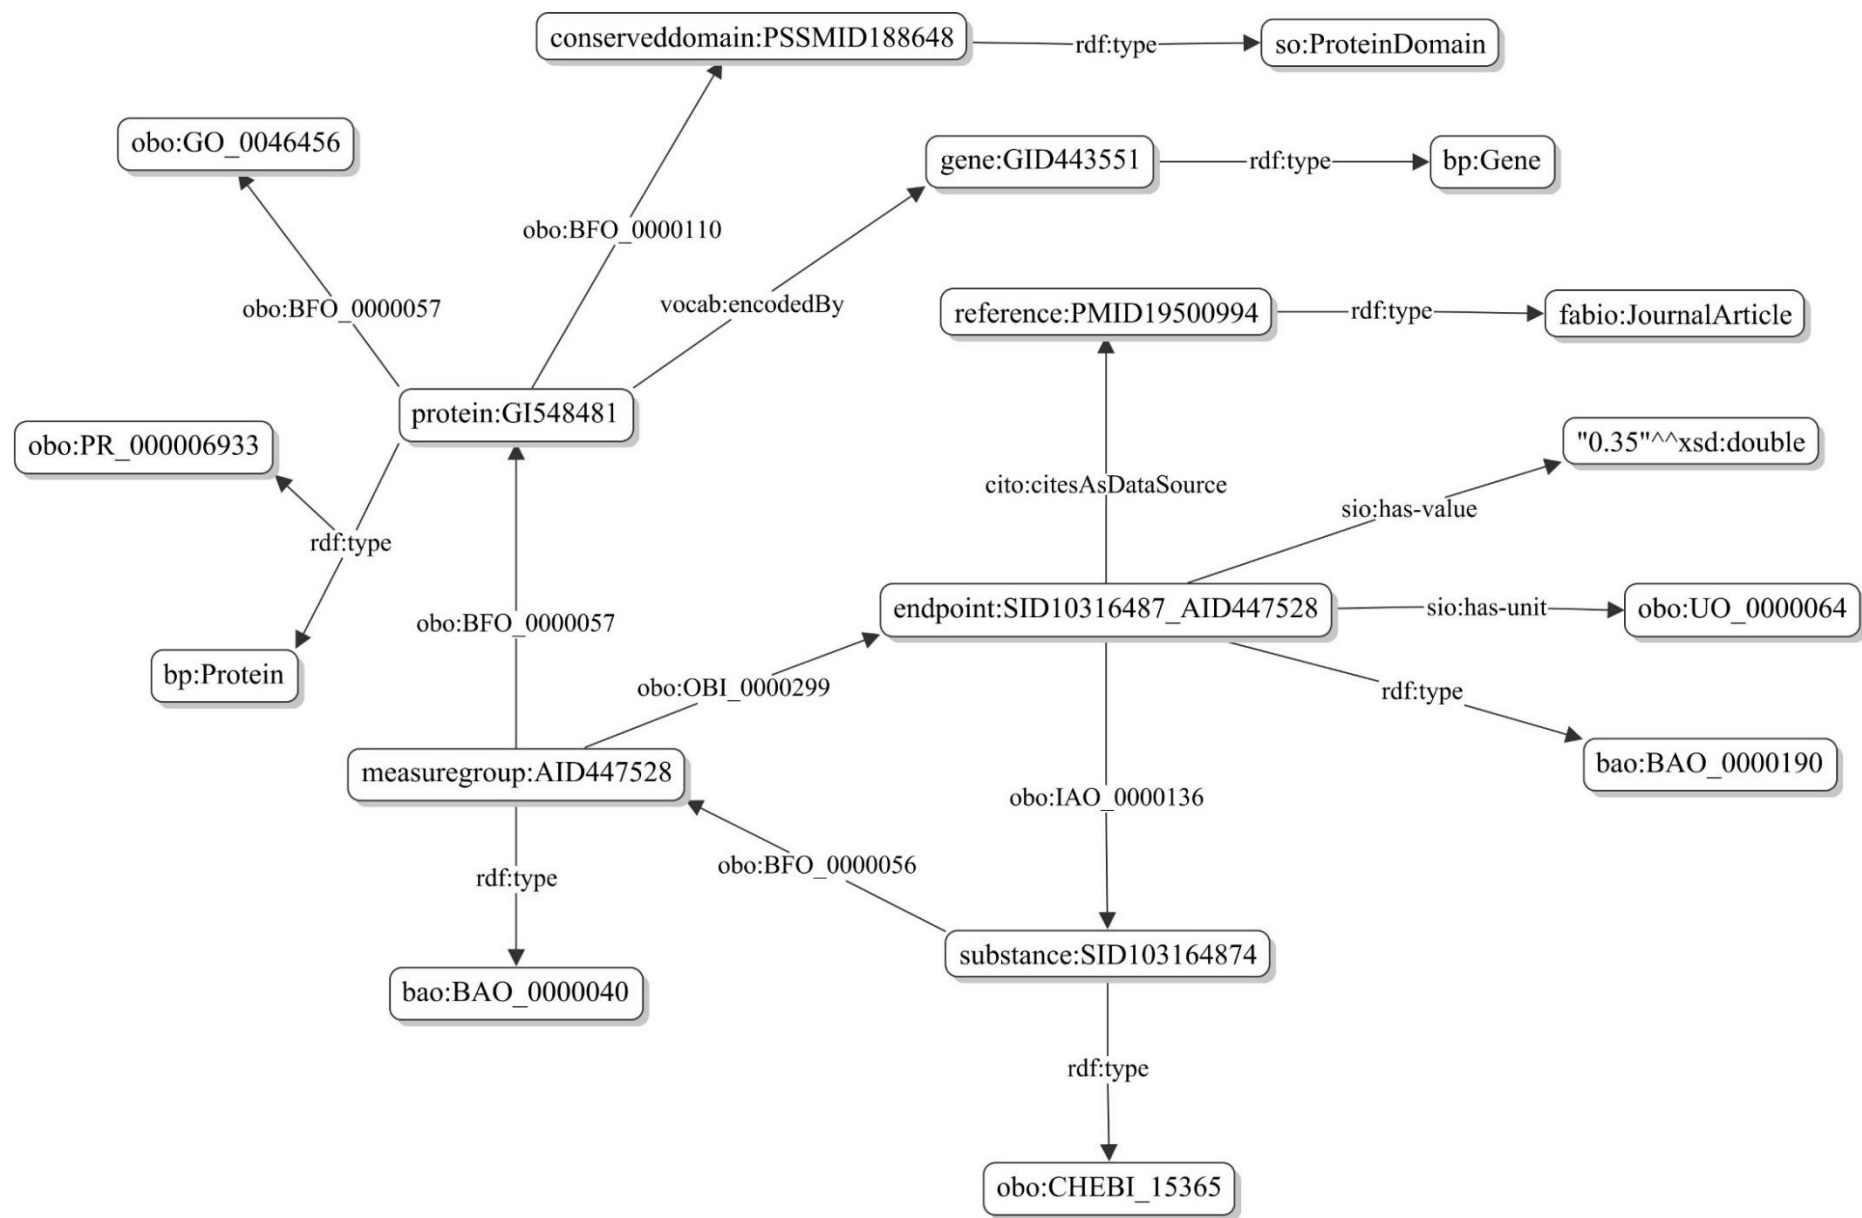 conserveddomain:PSSMID188648
rdf:type
so:ProteinDomain
obo:GO_0046456
gene:GID443551
rdf:type
bp:Gene
obo:BFO_0000110
obo:BFO_0000057
vocab:encodedBy
reference:PMID19500994
rdf:type
fabio:JournalArticle
protein:GI548481
obo:PR_000006933
"0.35"^^xsd:double
cito:citesAsDataSource
sio:has-value
rdf:type
obo:BFO_0000057
endpoint:SID10316487_AID447528
sio:has-unit
obo:UO_0000064
bp:Protein
obo:OBI_0000299
rdf:type
measuregroup:AID447528
bao:BAO_0000190
obo:IAO_0000136
obo:BFO_0000056
rdf:type
substance:SID103164874
bao:BAO_0000040
rdf:type
obo:CHEBI_15365